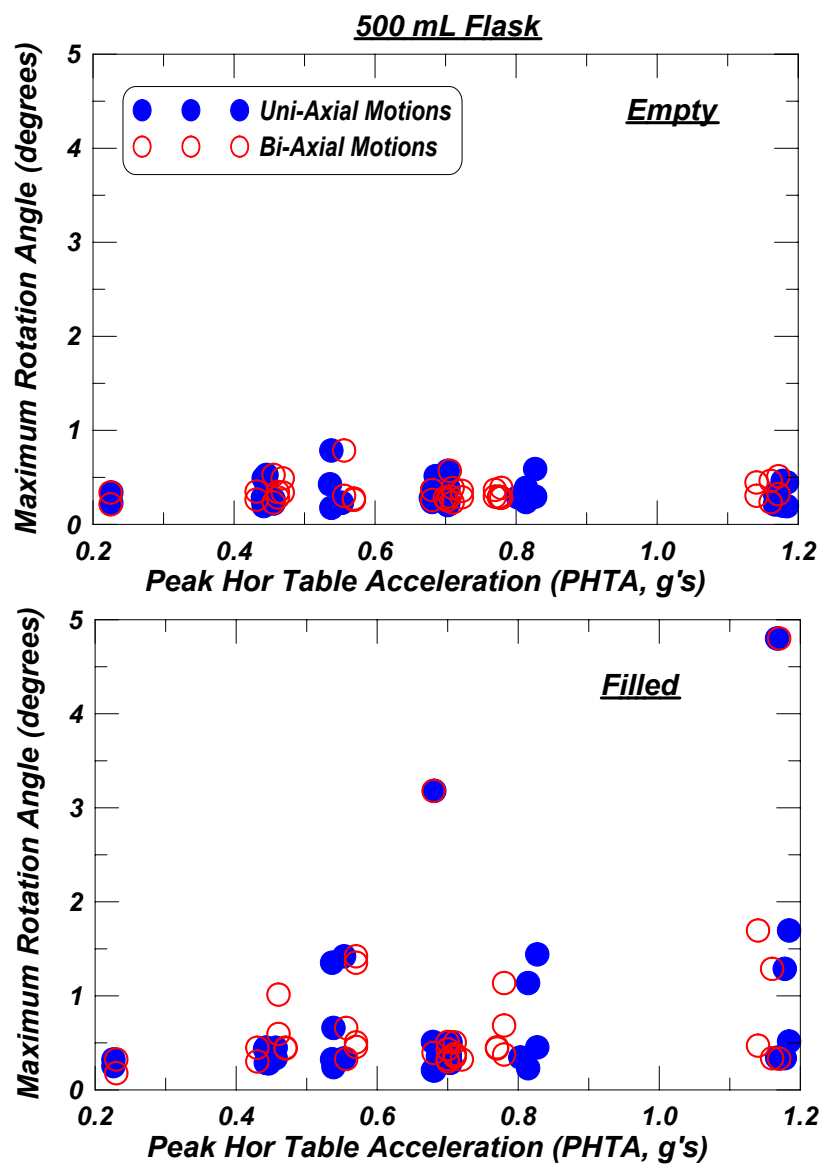 500 mL Flask
5
4
3
2
1
0
Maximum Rotation Angle (degrees)
Uni-Axial Motions
Bi-Axial Motions
Empty
0.2 0.4 0.6 0.8 1.0 1.2
Peak Hor Table Acceleration (PHTA, g's)
5
4
3
2
1
0
Maximum Rotation Angle (degrees)
Filled
0.2 0.4 0.6 0.8 1.0 1.2
Peak Hor Table Acceleration (PHTA, g's)